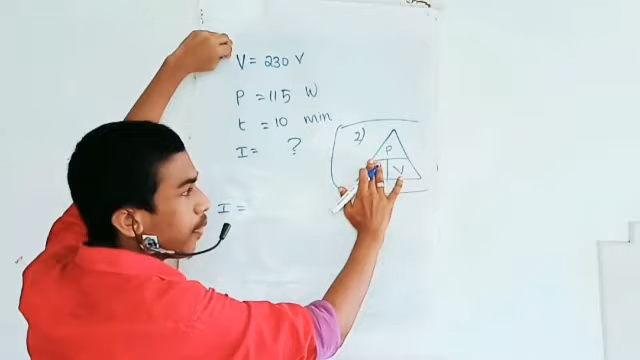 V = 230 V
P = 115 W
t = 10 min
I = ?
2)
P
V
I =